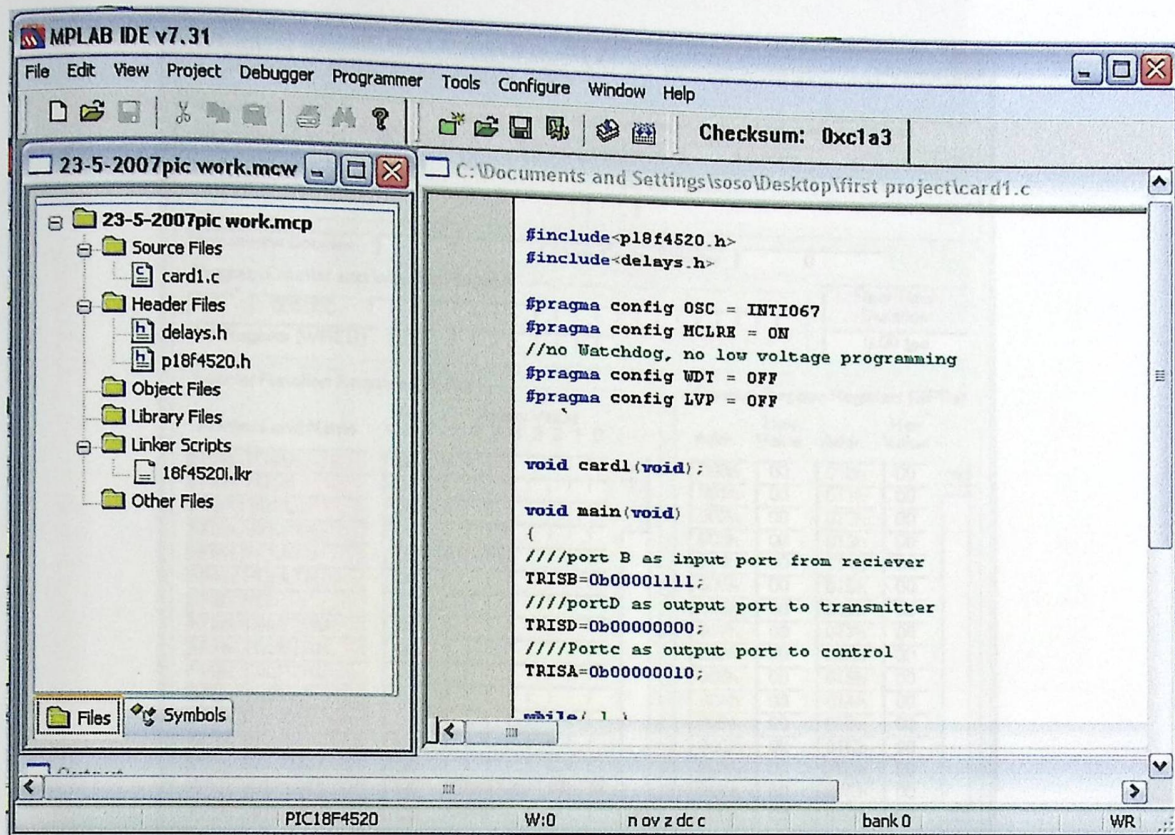 MPLAB IDE v7.31
File Edit View Project Debugger Programmer Tools Configure Window Help
Checksum: 0xc1a3
23-5-2007pic work.mcw
23-5-2007pic work.mcp
Source Files
card1.c
Header Files
delays.h
p18f4520.h
Object Files
Library Files
Linker Scripts
18f4520i.lkr
Other Files
Files Symbols
C:\Documents and Settings\soso\Desktop\first project\card1.c
#include<p18f4520.h>
#include<delays.h>
#pragma config OSC = INTIO67
#pragma config MCLRE = ON
//no Watchdog, no low voltage programming
#pragma config WDT = OFF
#pragma config LVP = OFF
void card1(void);
void main(void)
{
////port B as input port from reciever
TRISB=0b00001111;
////portD as output port to transmitter
TRISD=0b00000000;
////Portc as output port to control
TRISA=0b00000010;
while( 1 )
Output
PIC18F4520 W:0 n ov z dc c bank 0 WR